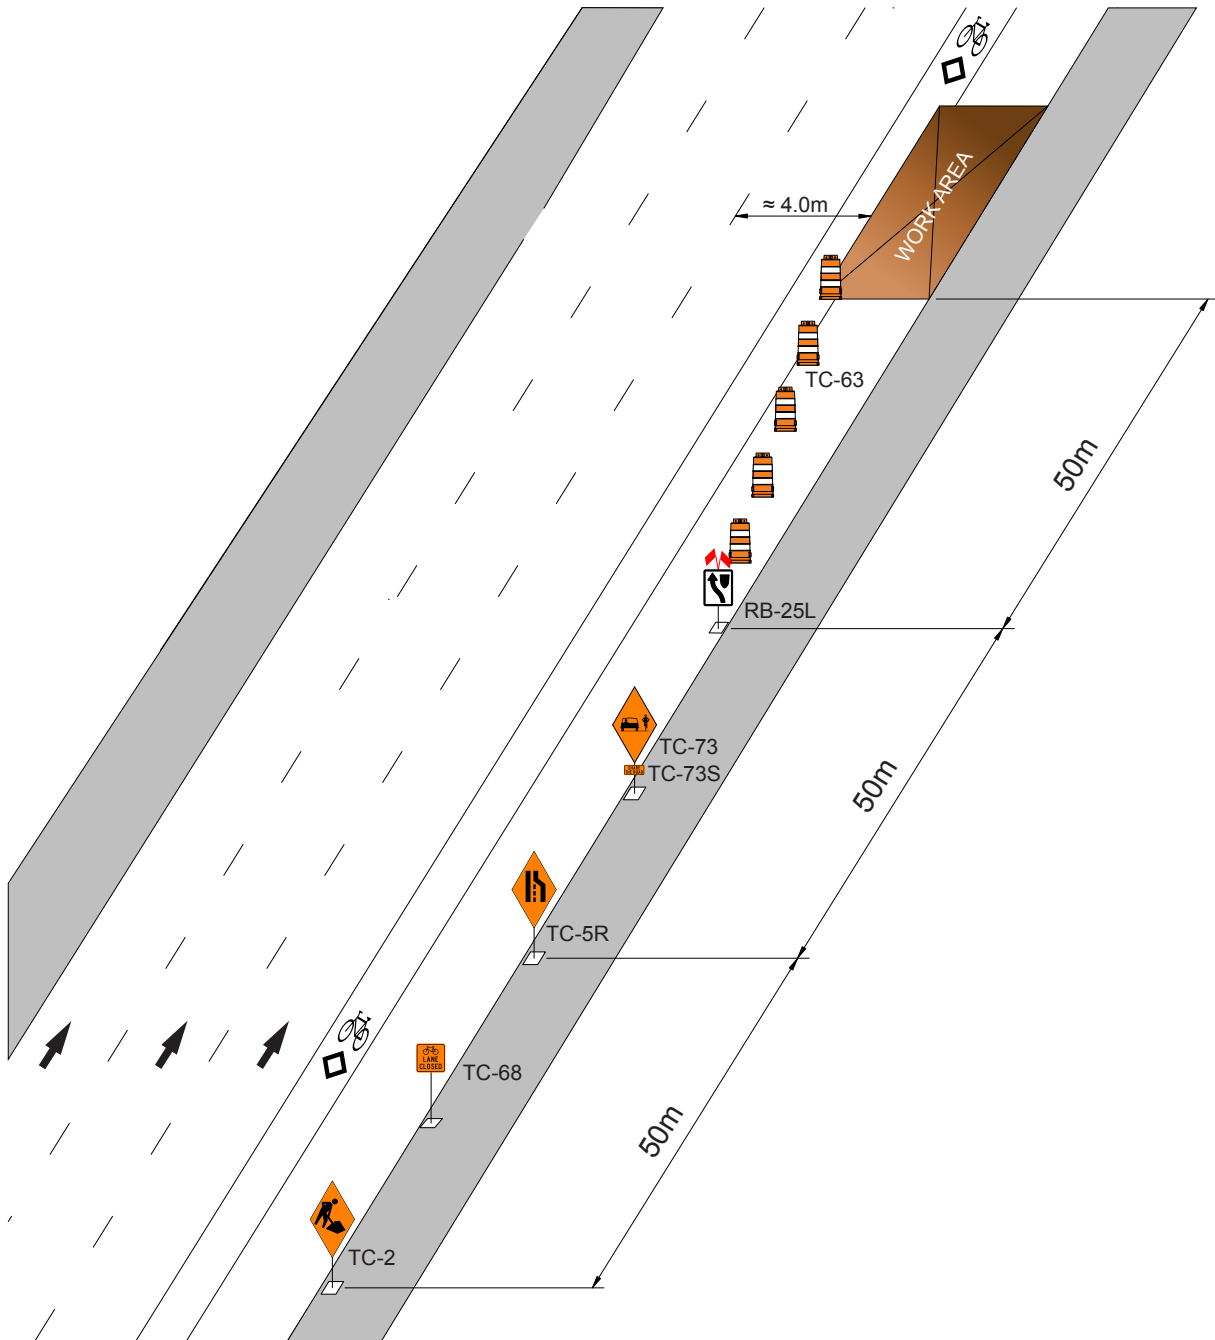 ≈ 4.0m
WORK AREA
TC-63
50m
RB-25L
TC-73
TC-73S
50m
TC-5R
LANE
CLOSED
TC-68
50m
TC-2